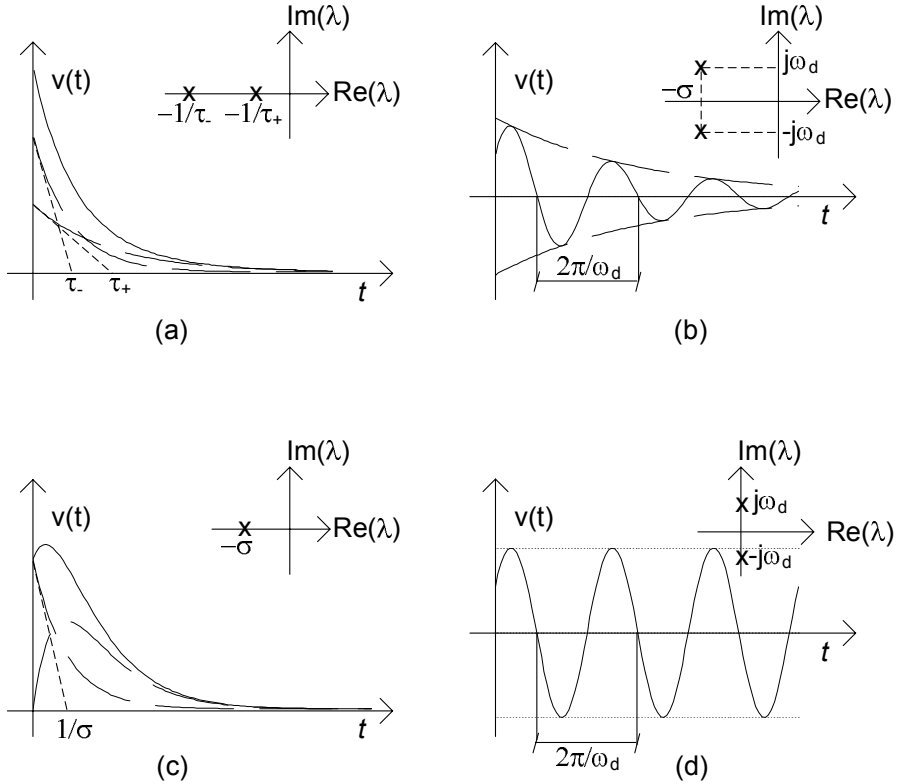 Im(λ)
v(t)
Re(λ)
−1/τ₋ −1/τ₊
τ₋ τ₊
t
(a)
Im(λ)
v(t)
jω_d
−σ
Re(λ)
-jω_d
t
2π/ω_d
(b)
Im(λ)
v(t)
Re(λ)
−σ
1/σ
t
(c)
Im(λ)
v(t)
jω_d
Re(λ)
-jω_d
t
2π/ω_d
(d)